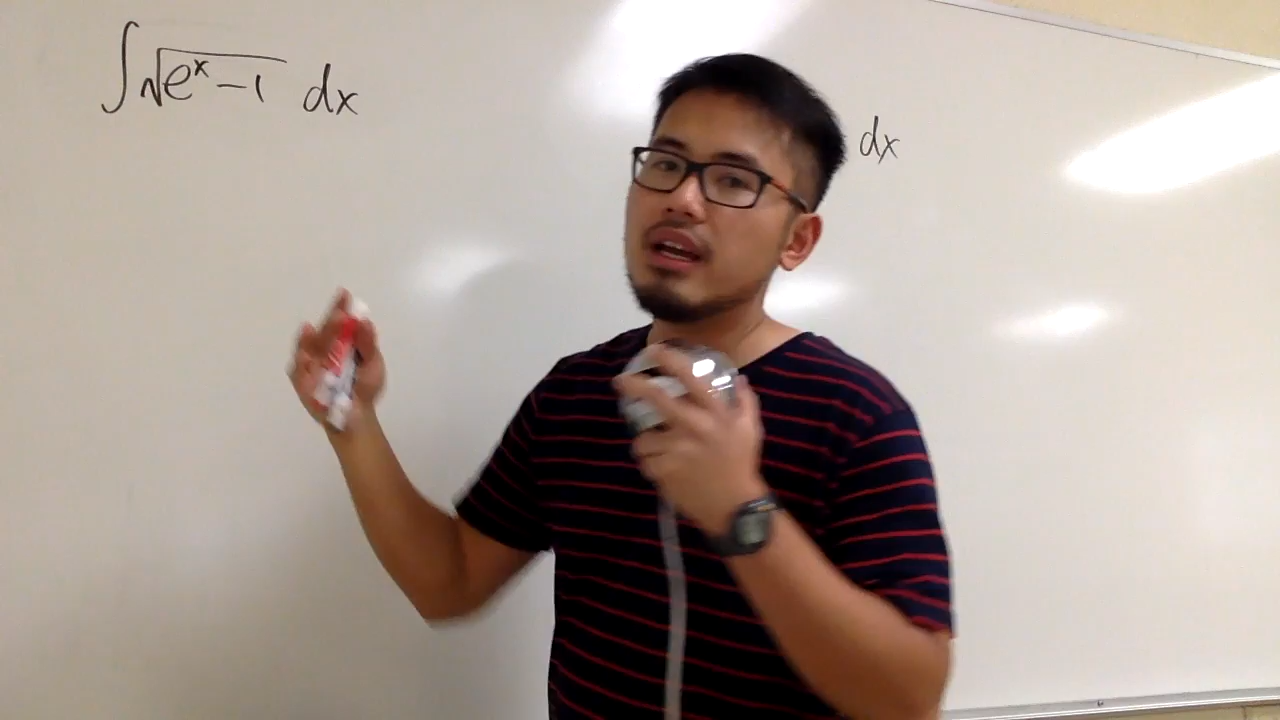 ∫√(e^x − 1) dx
dx